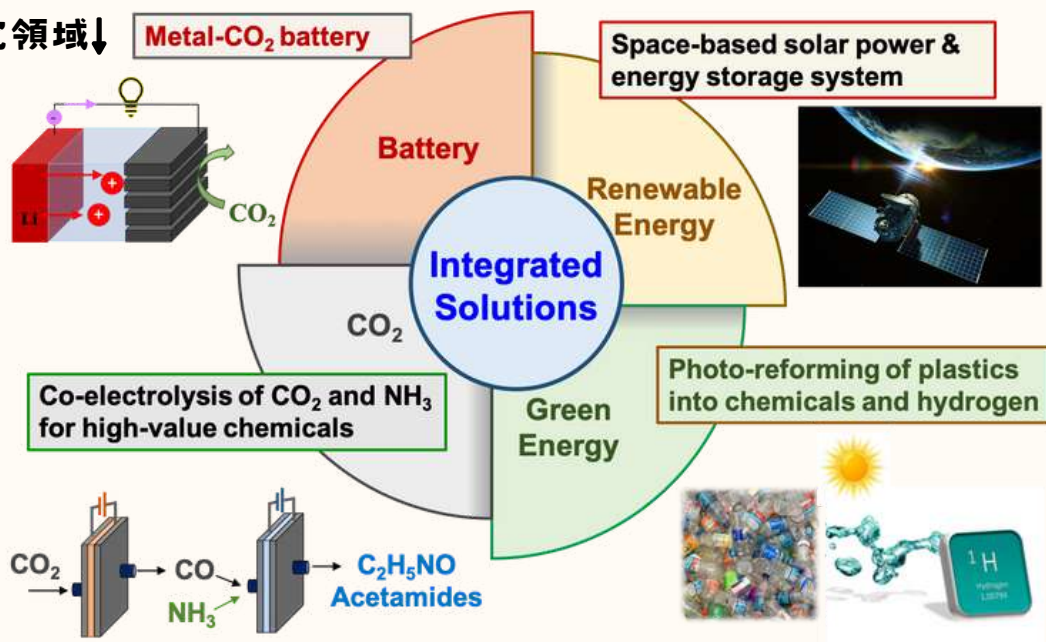 領域↓
Metal-CO₂ battery
Space-based solar power &
energy storage system
Battery
Renewable
Energy
Li
CO₂
Integrated
Solutions
CO₂
Co-electrolysis of CO₂ and NH₃
for high-value chemicals
Photo-reforming of plastics
into chemicals and hydrogen
Green
Energy
CO₂
CO
NH₃
C₂H₅NO
Acetamides
1
H
Hydrogen